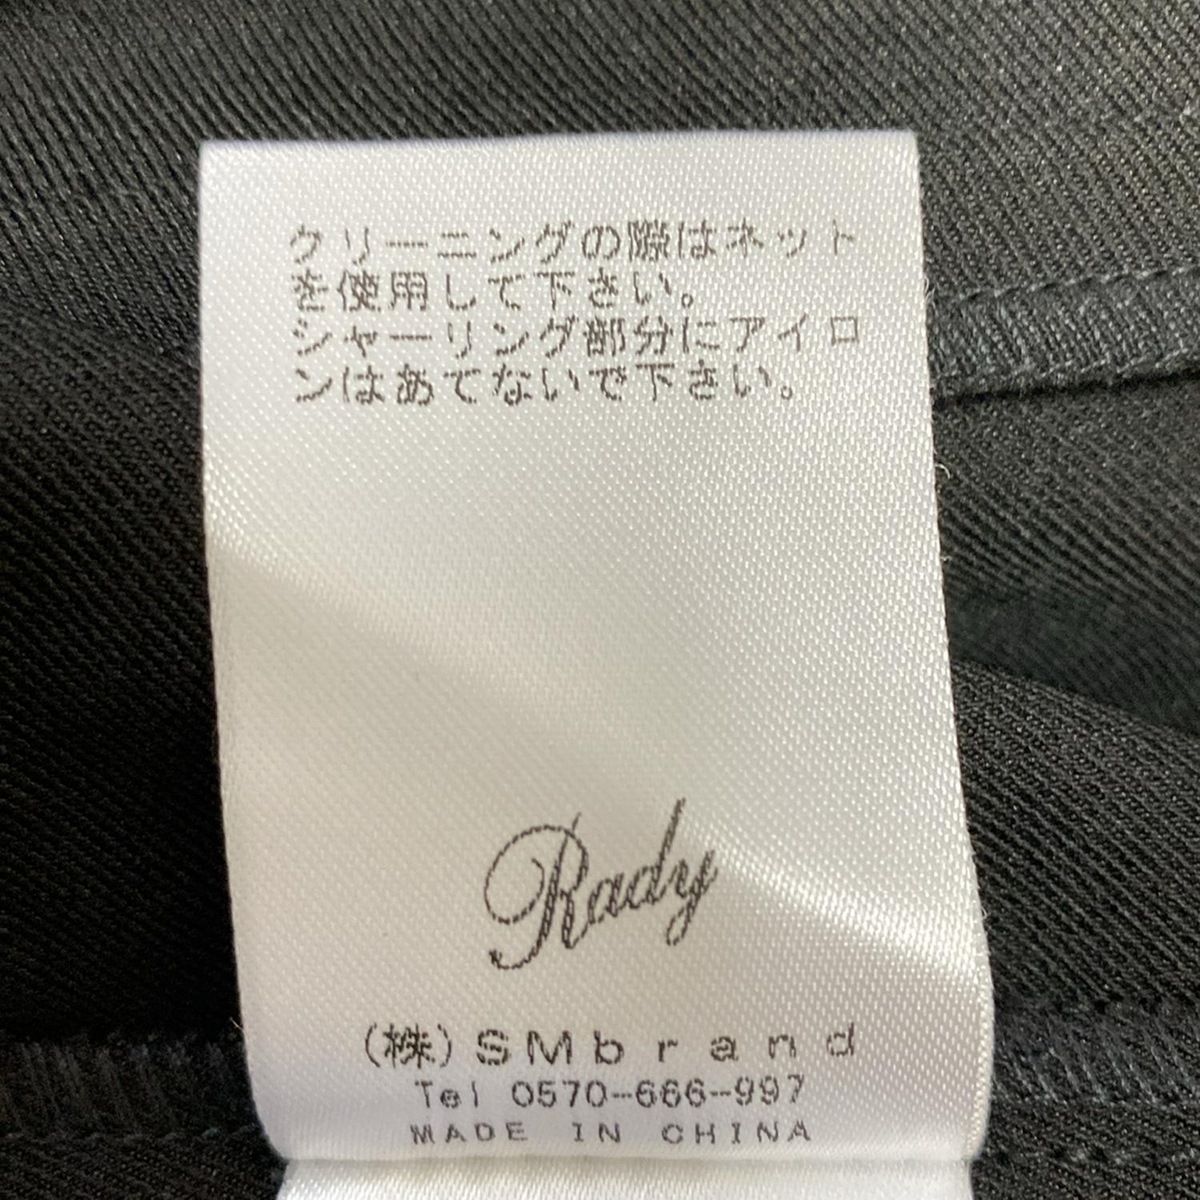 クリーニングの際はネット
を使用して下さい。
シャーリング部分にアイロ
ンはあてないで下さい。
Rady
(株)SMbrand
Tel 0570-666-997
MADE IN CHINA